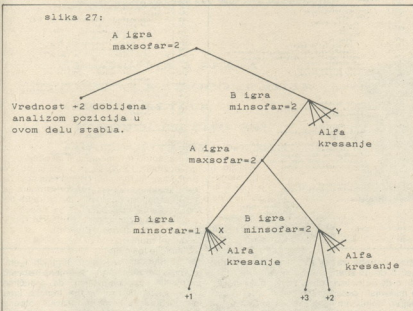 slika 27:
A igra
maxsofar=2
Vrednost +2 dobijena
analizom pozicija u
ovom delu stabla.
B igra
minsofar=2
Alfa
kresanje
A igra
maxsofar=2
B igra
minsofar=1
X
Alfa
kresanje
B igra
minsofar=2
Y
Alfa
kresanje
+1
+3
+2